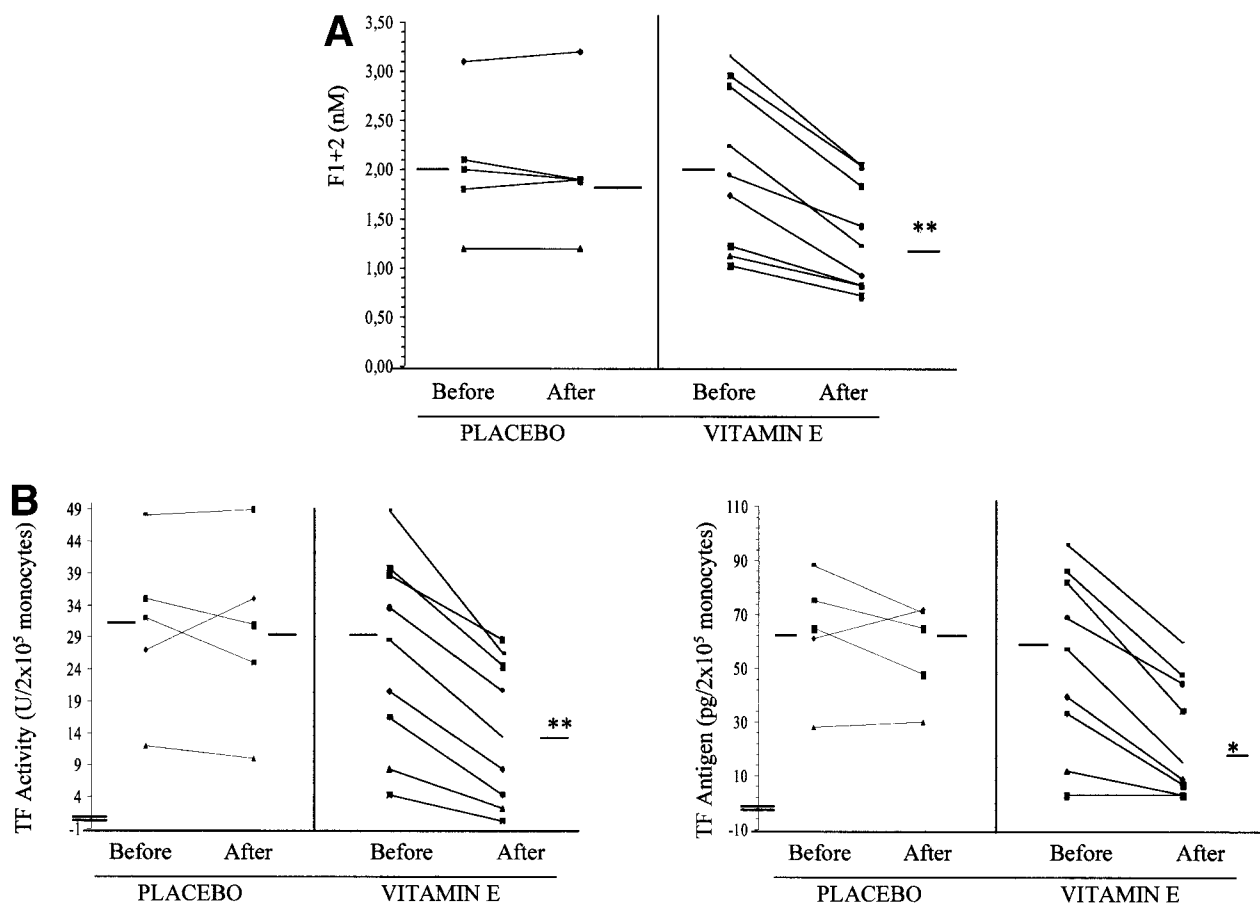 A
F1+2 (nM)
3,50
3,00
2,50
2,00
1,50
1,00
0,50
0,00
**
Before After Before After
PLACEBO VITAMIN E
B
TF Activity (U/2x10⁵ monocytes)
49
44
39
34
29
24
19
14
9
4
-1
**
Before After Before After
PLACEBO VITAMIN E
TF Antigen (pg/2x10⁵ monocytes)
110
90
70
50
30
10
-10
*
Before After Before After
PLACEBO VITAMIN E